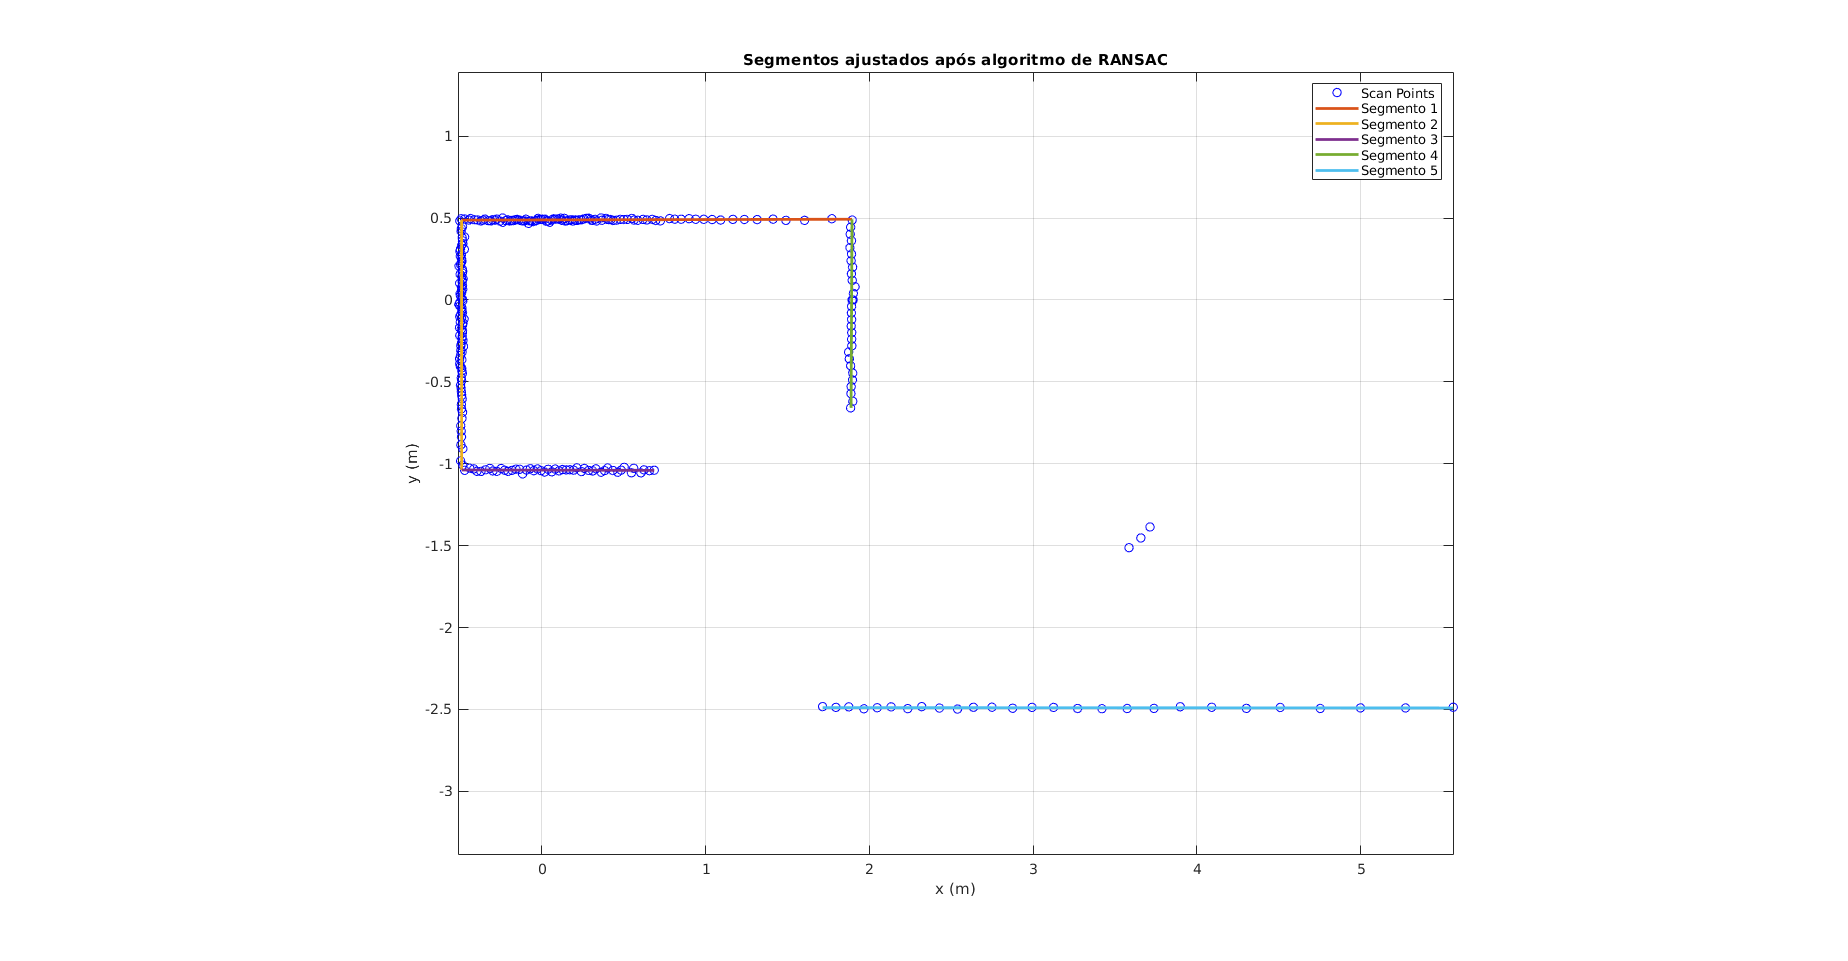 Segmentos ajustados após algoritmo de RANSAC
Scan Points
Segmento 1
Segmento 2
Segmento 3
Segmento 4
Segmento 5
1
0.5
0
-0.5
-1
-1.5
-2
-2.5
-3
y (m)
0 1 2 3 4 5
x (m)